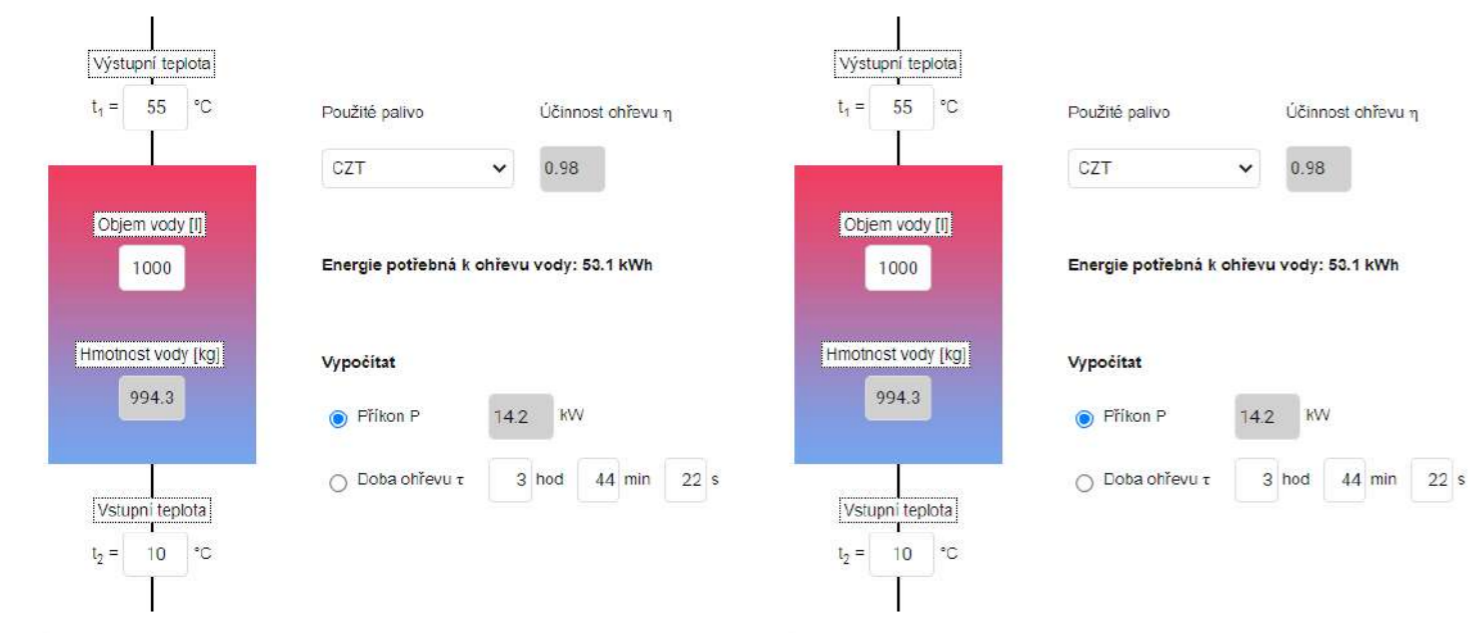 Výstupní teplota
t₁ = 55 °C
Použité palivo
Účinnost ohřevu η
CZT
0.98
Objem vody [l]
1000
Energie potřebná k ohřevu vody: 53.1 kWh
Hmotnost vody [kg]
994.3
Vypočítat
Příkon P 14.2 kW
Doba ohřevu τ 3 hod 44 min 22 s
Vstupní teplota
t₂ = 10 °C
Výstupní teplota
t₁ = 55 °C
Použité palivo
Účinnost ohřevu η
CZT
0.98
Objem vody [l]
1000
Energie potřebná k ohřevu vody: 53.1 kWh
Hmotnost vody [kg]
994.3
Vypočítat
Příkon P 14.2 kW
Doba ohřevu τ 3 hod 44 min 22 s
Vstupní teplota
t₂ = 10 °C